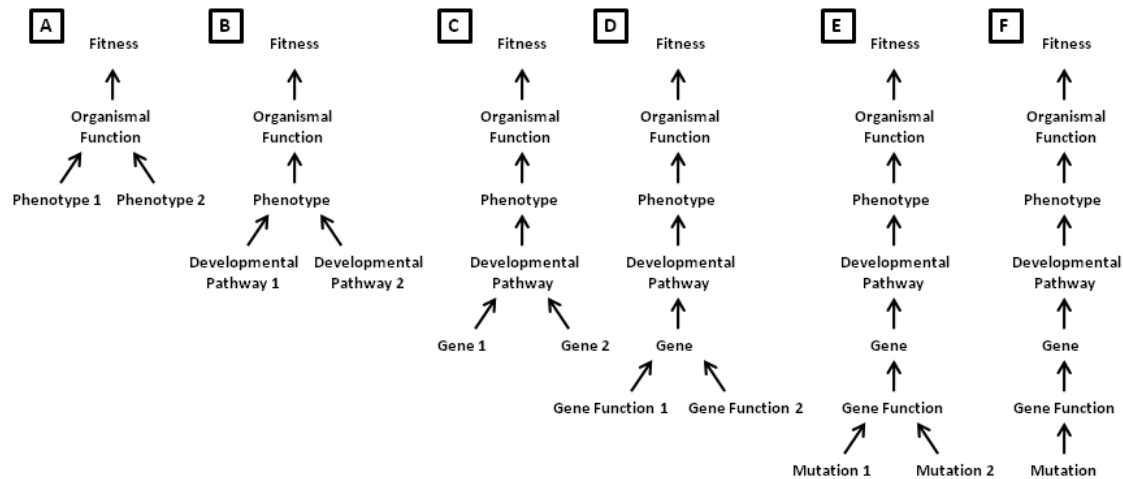 A
Fitness
Organismal
Function
Phenotype 1
Phenotype 2
B
Fitness
Organismal
Function
Phenotype
Developmental
Pathway 1
Developmental
Pathway 2
C
Fitness
Organismal
Function
Phenotype
Developmental
Pathway
Gene 1
Gene 2
D
Fitness
Organismal
Function
Phenotype
Developmental
Pathway
Gene
Gene Function 1
Gene Function 2
E
Fitness
Organismal
Function
Phenotype
Developmental
Pathway
Gene
Gene Function
Mutation 1
Mutation 2
F
Fitness
Organismal
Function
Phenotype
Developmental
Pathway
Gene
Gene Function
Mutation